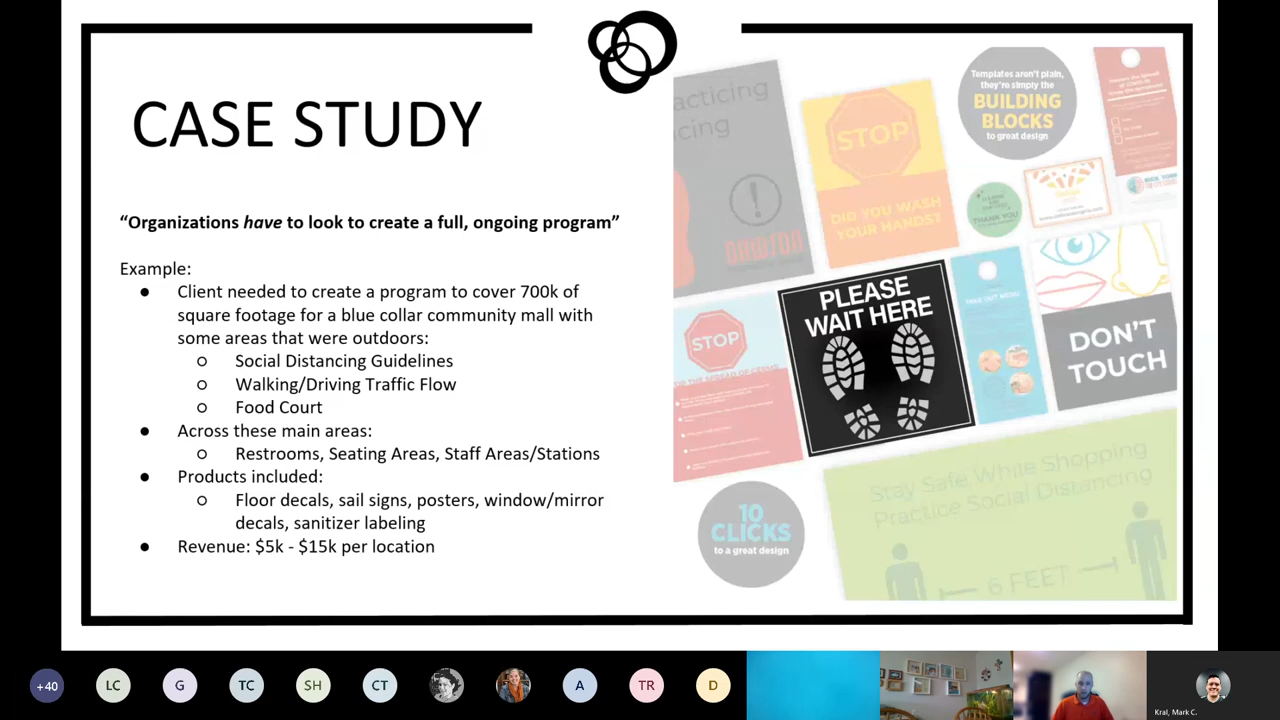 CASE STUDY
“Organizations have to look to create a full, ongoing program”
Example:
● Client needed to create a program to cover 700k of
square footage for a blue collar community mall with
some areas that were outdoors:
○ Social Distancing Guidelines
○ Walking/Driving Traffic Flow
○ Food Court
● Across these main areas:
○ Restrooms, Seating Areas, Staff Areas/Stations
● Products included:
○ Floor decals, sail signs, posters, window/mirror
decals, sanitizer labeling
● Revenue: $5k - $15k per location
STOP
DID YOU WASH
YOUR HANDS?
Templates aren't plain,
they're simply the
BUILDING
BLOCKS
to great design
THANK YOU
STOP
PLEASE
WAIT HERE
TAKE OUT MENU
DON'T
TOUCH
10
CLICKS
to a great design
Stay Safe While Shopping
Practice Social Distancing
6 FEET
+40
LC
G
TC
SH
CT
A
TR
D
Kral, Mark C.